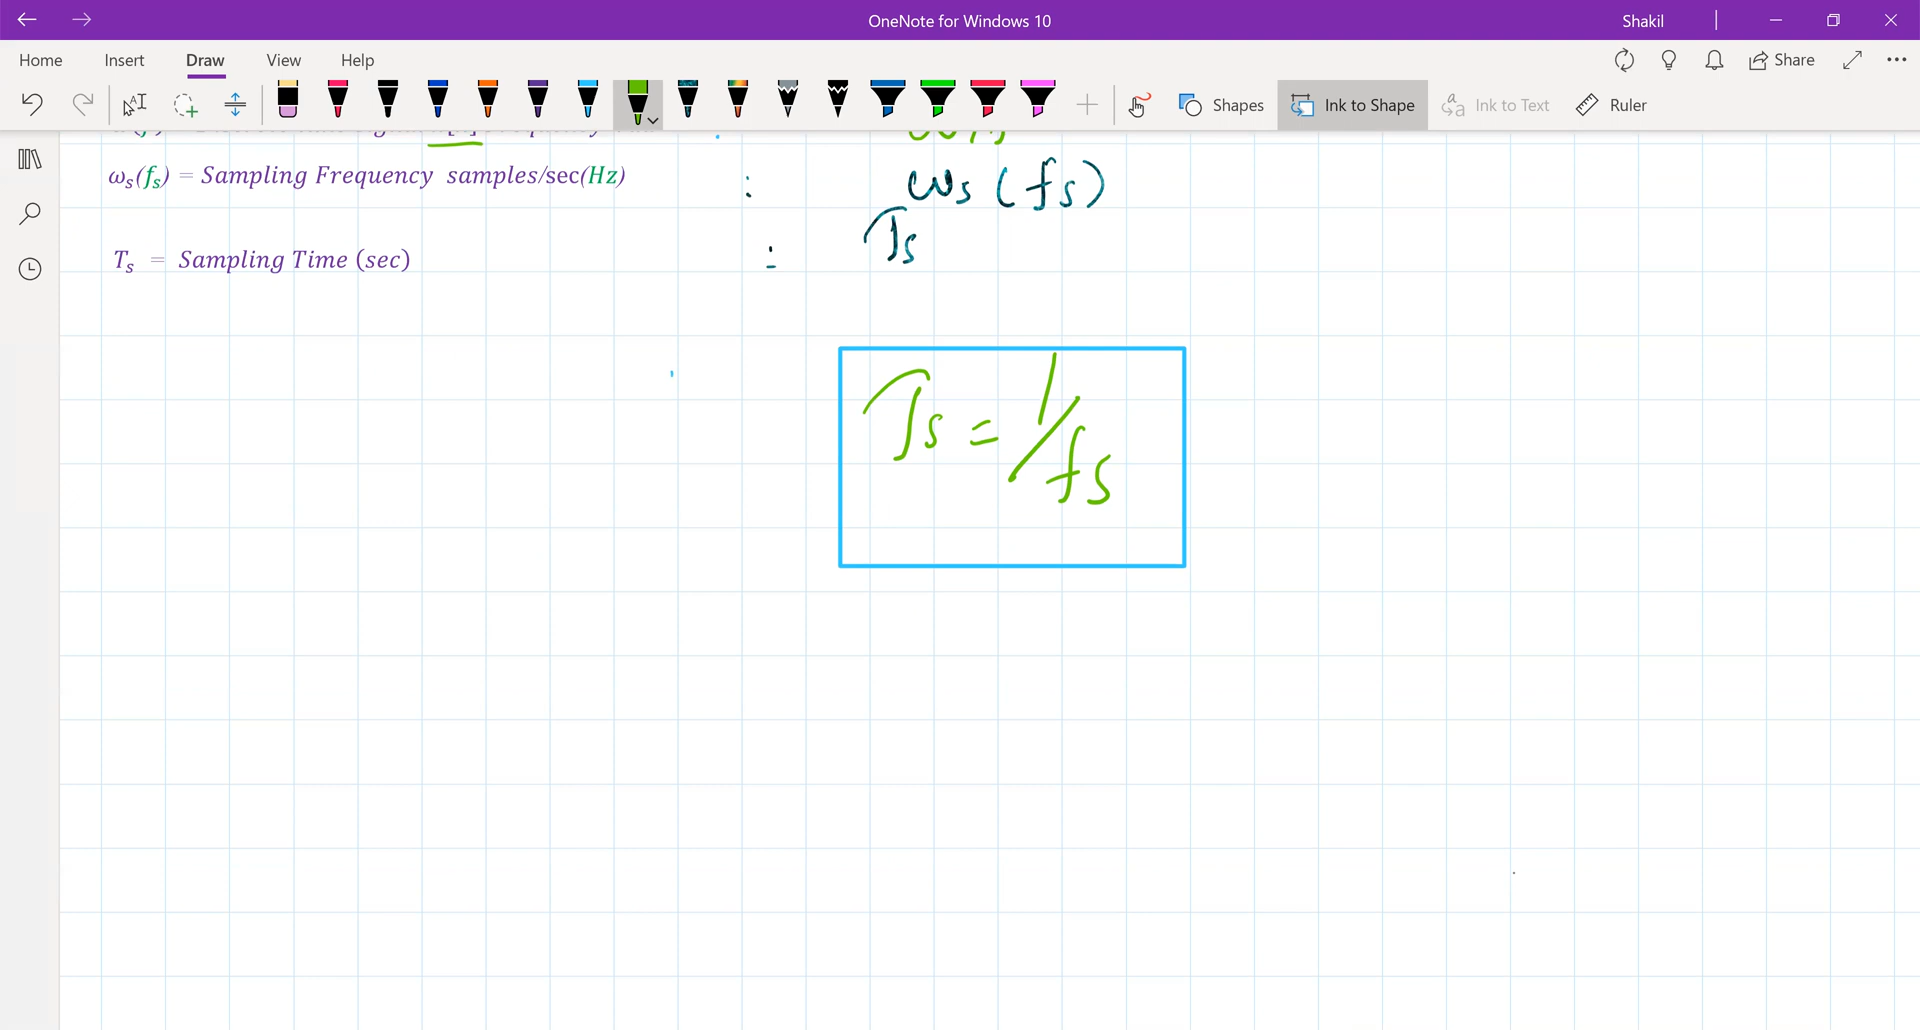 OneNote for Windows 10
Shakil
Home Insert Draw View Help
Share
Shapes Ink to Shape Ink to Text Ruler
ωₛ(fₛ) = Sampling Frequency samples/sec(Hz) : ωs (fs)
Tₛ = Sampling Time (sec) : Ts
Ts = 1/fs